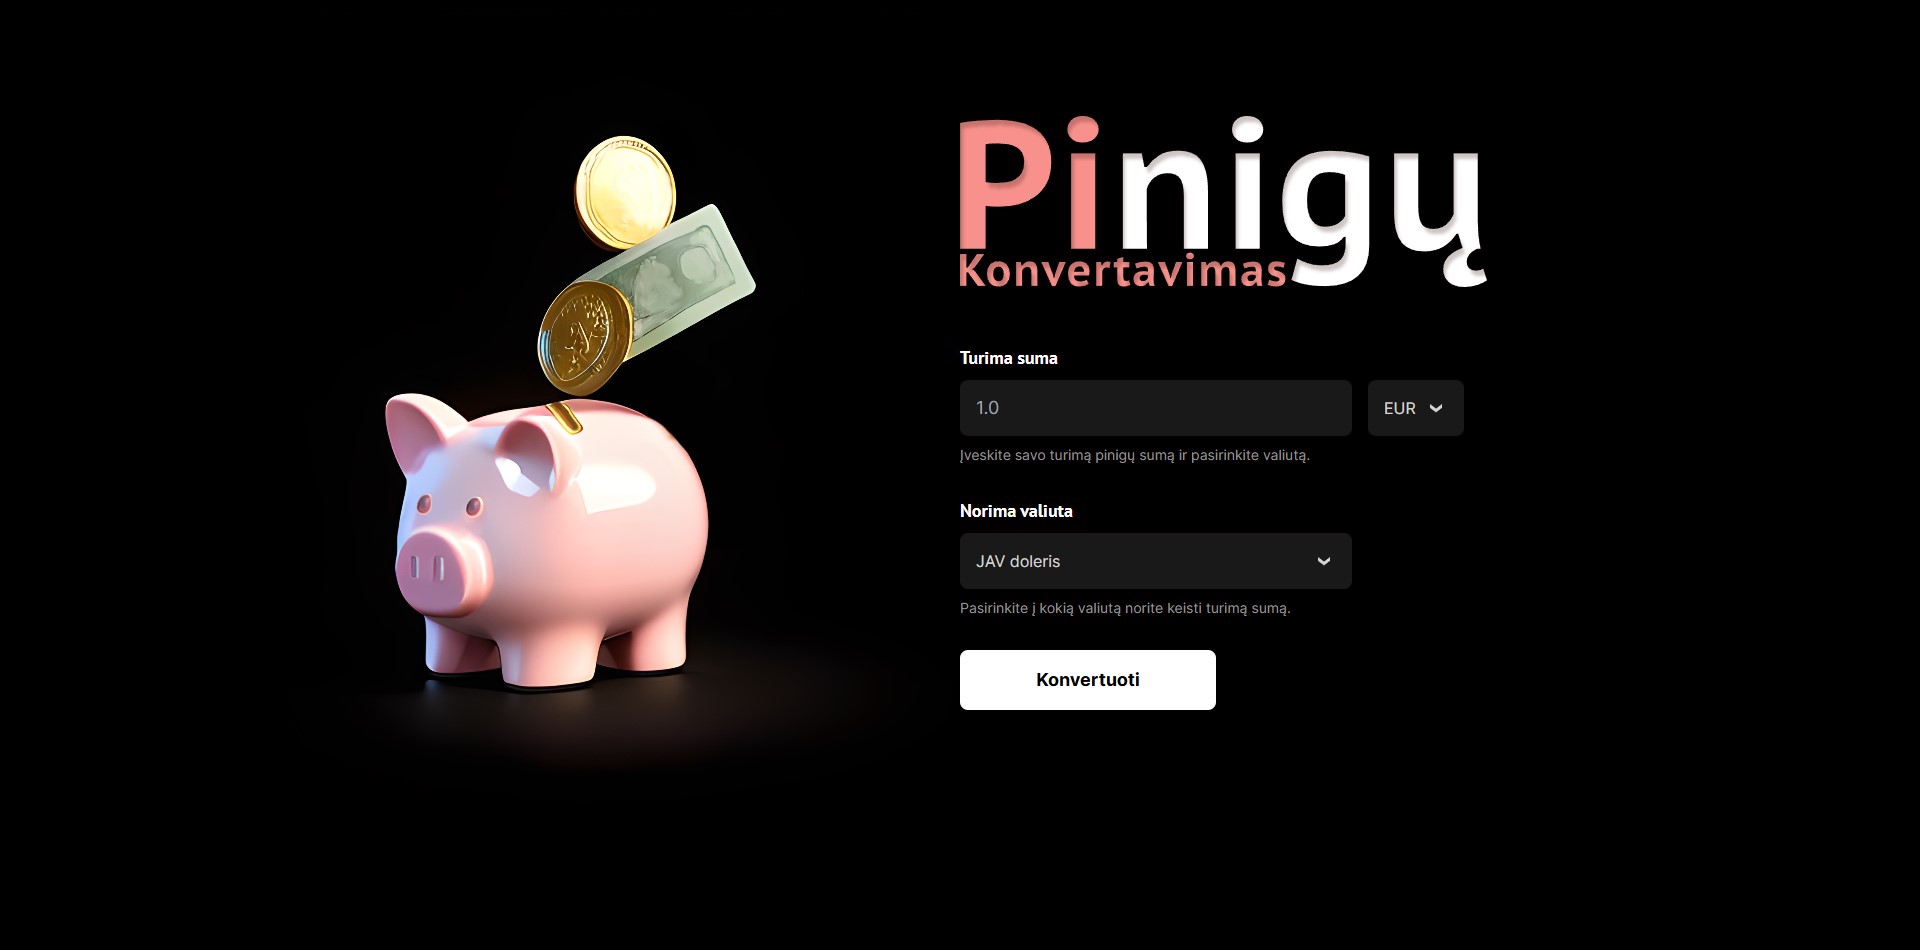 Pinigų
Konvertavimas
Turima suma
1.0
EUR
Įveskite savo turimą pinigų sumą ir pasirinkite valiutą.
Norima valiuta
JAV doleris
Pasirinkite į kokią valiutą norite keisti turimą sumą.
Konvertuoti